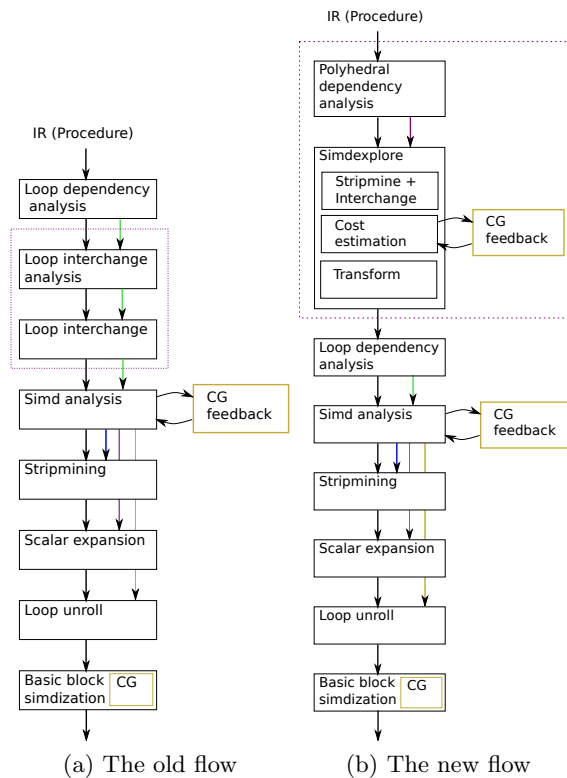 IR (Procedure)
Loop dependency
analysis
Loop interchange
analysis
Loop interchange
Simd analysis
CG
feedback
Stripmining
Scalar expansion
Loop unroll
Basic block
simdization
CG
(a) The old flow
IR (Procedure)
Polyhedral
dependency
analysis
Simdexplore
Stripmine +
Interchange
Cost
estimation
CG
feedback
Transform
Loop dependency
analysis
Simd analysis
CG
feedback
Stripmining
Scalar expansion
Loop unroll
Basic block
simdization
CG
(b) The new flow